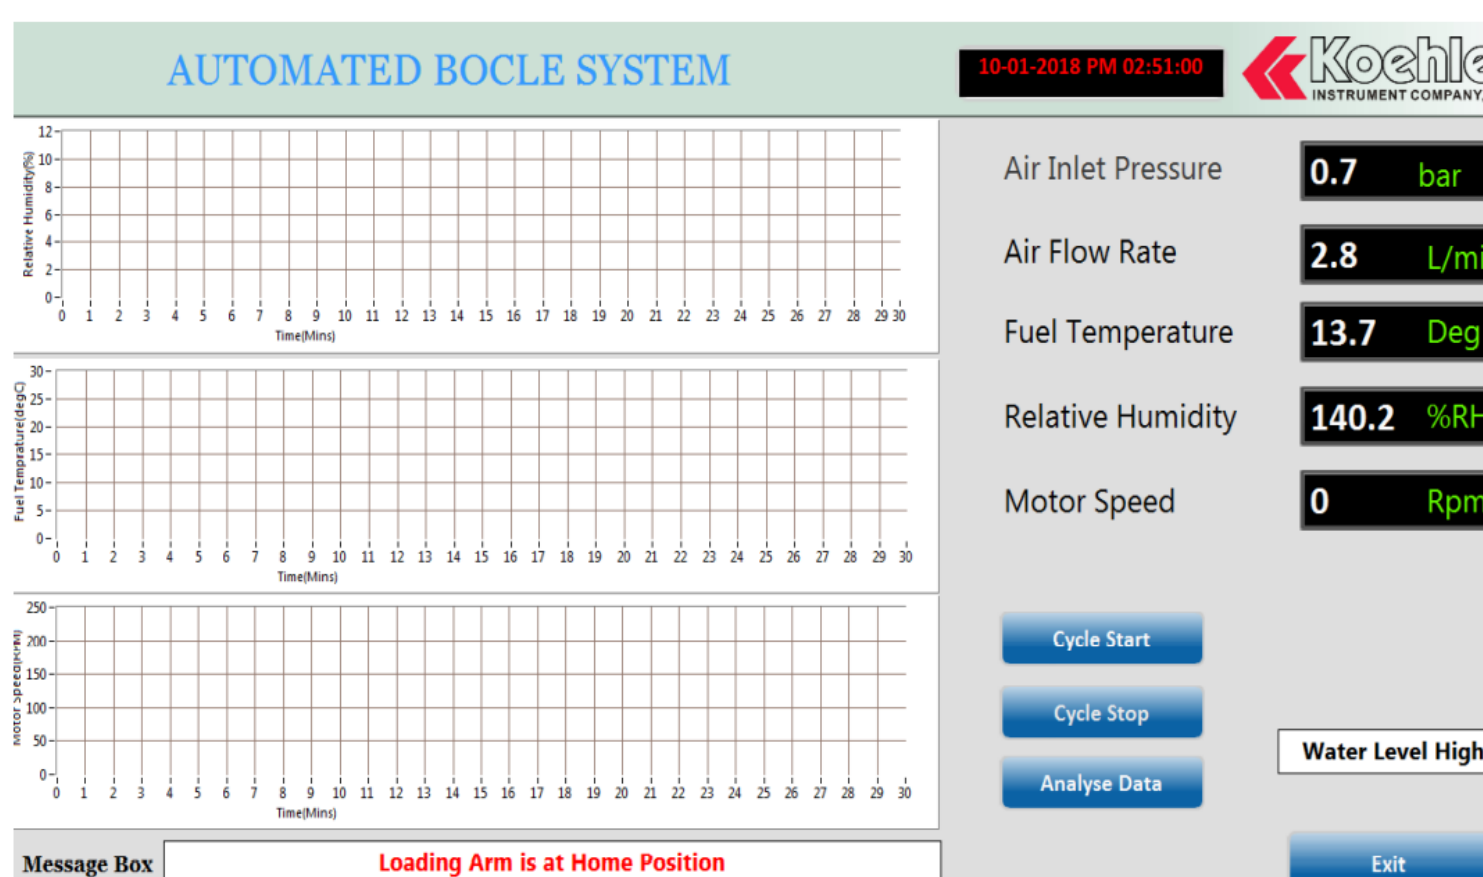 AUTOMATED BOCLE SYSTEM
10-01-2018 PM 02:51:00
Koehle
INSTRUMENT COMPANY,
12
10
8
6
4
2
0
Relative Humidity(%)
0 1 2 3 4 5 6 7 8 9 10 11 12 13 14 15 16 17 18 19 20 21 22 23 24 25 26 27 28 29 30
Time(Mins)
30
25
20
15
10
5
0
Fuel Temprature(degC)
0 1 2 3 4 5 6 7 8 9 10 11 12 13 14 15 16 17 18 19 20 21 22 23 24 25 26 27 28 29 30
Time(Mins)
250
200
150
100
50
0
Motor Speed(RPM)
0 1 2 3 4 5 6 7 8 9 10 11 12 13 14 15 16 17 18 19 20 21 22 23 24 25 26 27 28 29 30
Time(Mins)
Message Box Loading Arm is at Home Position
Air Inlet Pressure 0.7 bar
Air Flow Rate 2.8 L/mi
Fuel Temperature 13.7 Deg
Relative Humidity 140.2 %RH
Motor Speed 0 Rpm
Cycle Start
Cycle Stop
Analyse Data
Water Level High
Exit